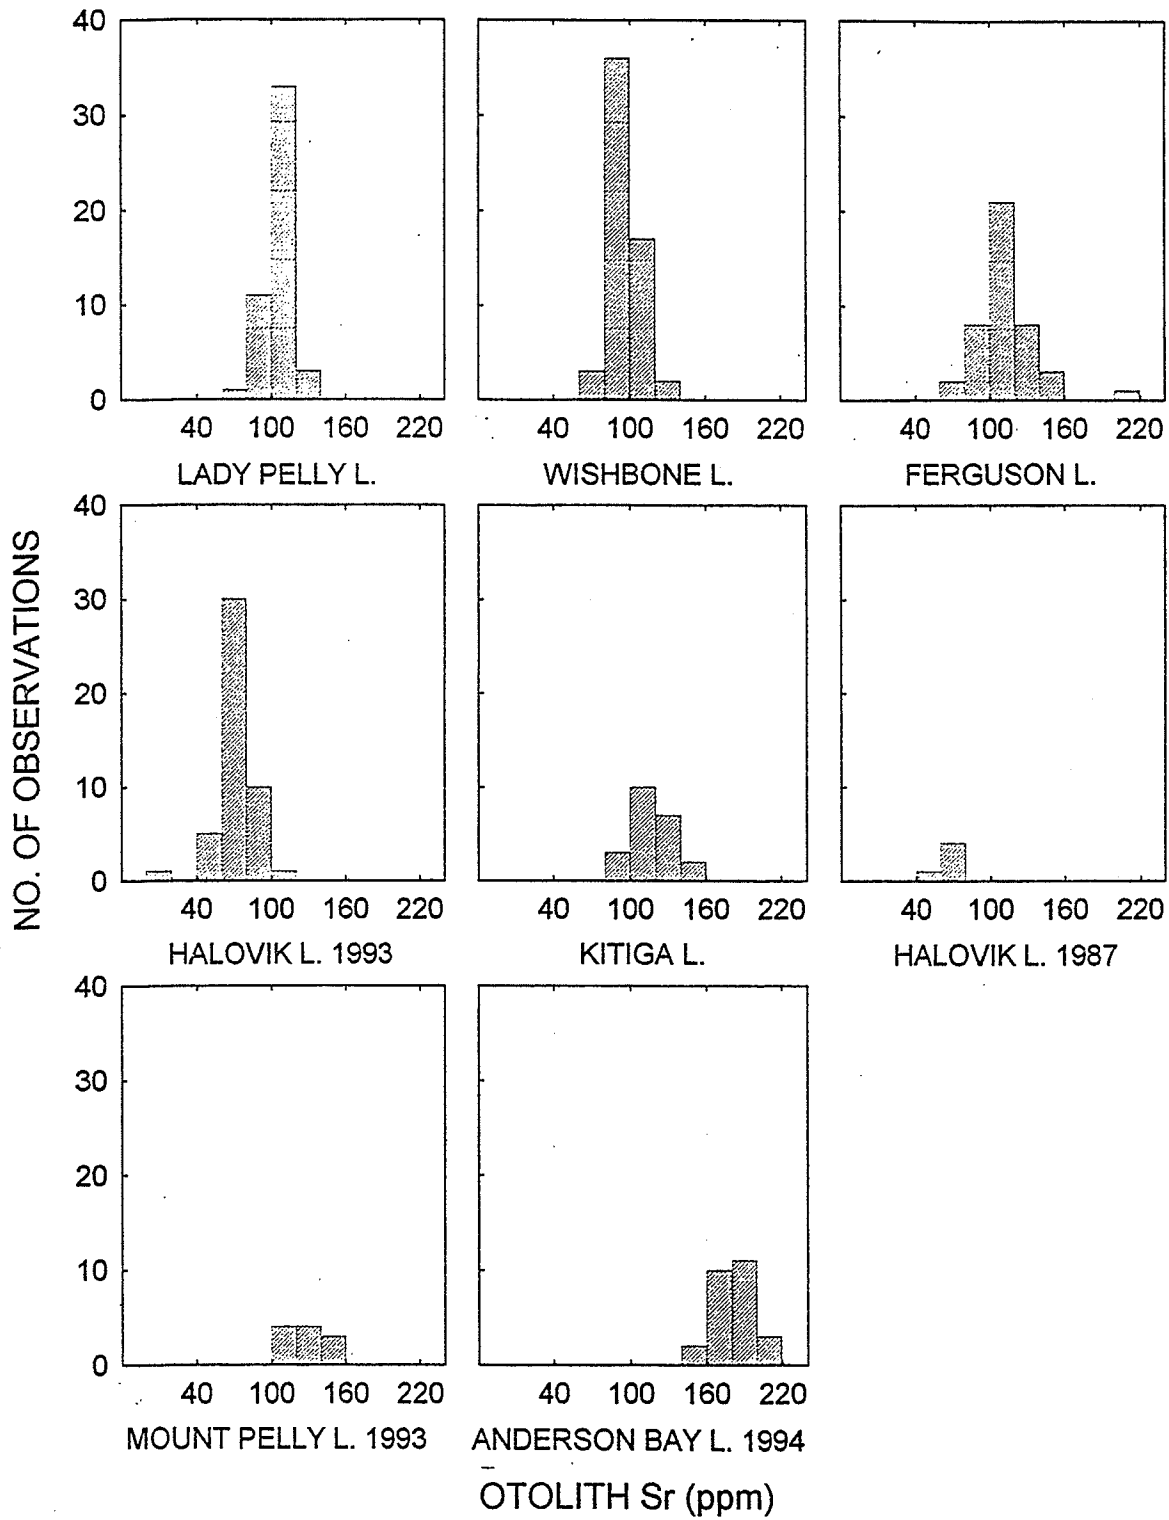 40
30
20
10
0
40 100 160 220 40 100 160 220 40 100 160 220
LADY PELLY L. WISHBONE L. FERGUSON L.
NO. OF OBSERVATIONS
40
30
20
10
0
40 100 160 220 40 100 160 220 40 100 160 220
HALOVIK L. 1993 KITIGA L. HALOVIK L. 1987
40
30
20
10
0
40 100 160 220 40 100 160 220
MOUNT PELLY L. 1993 ANDERSON BAY L. 1994
OTOLITH Sr (ppm)